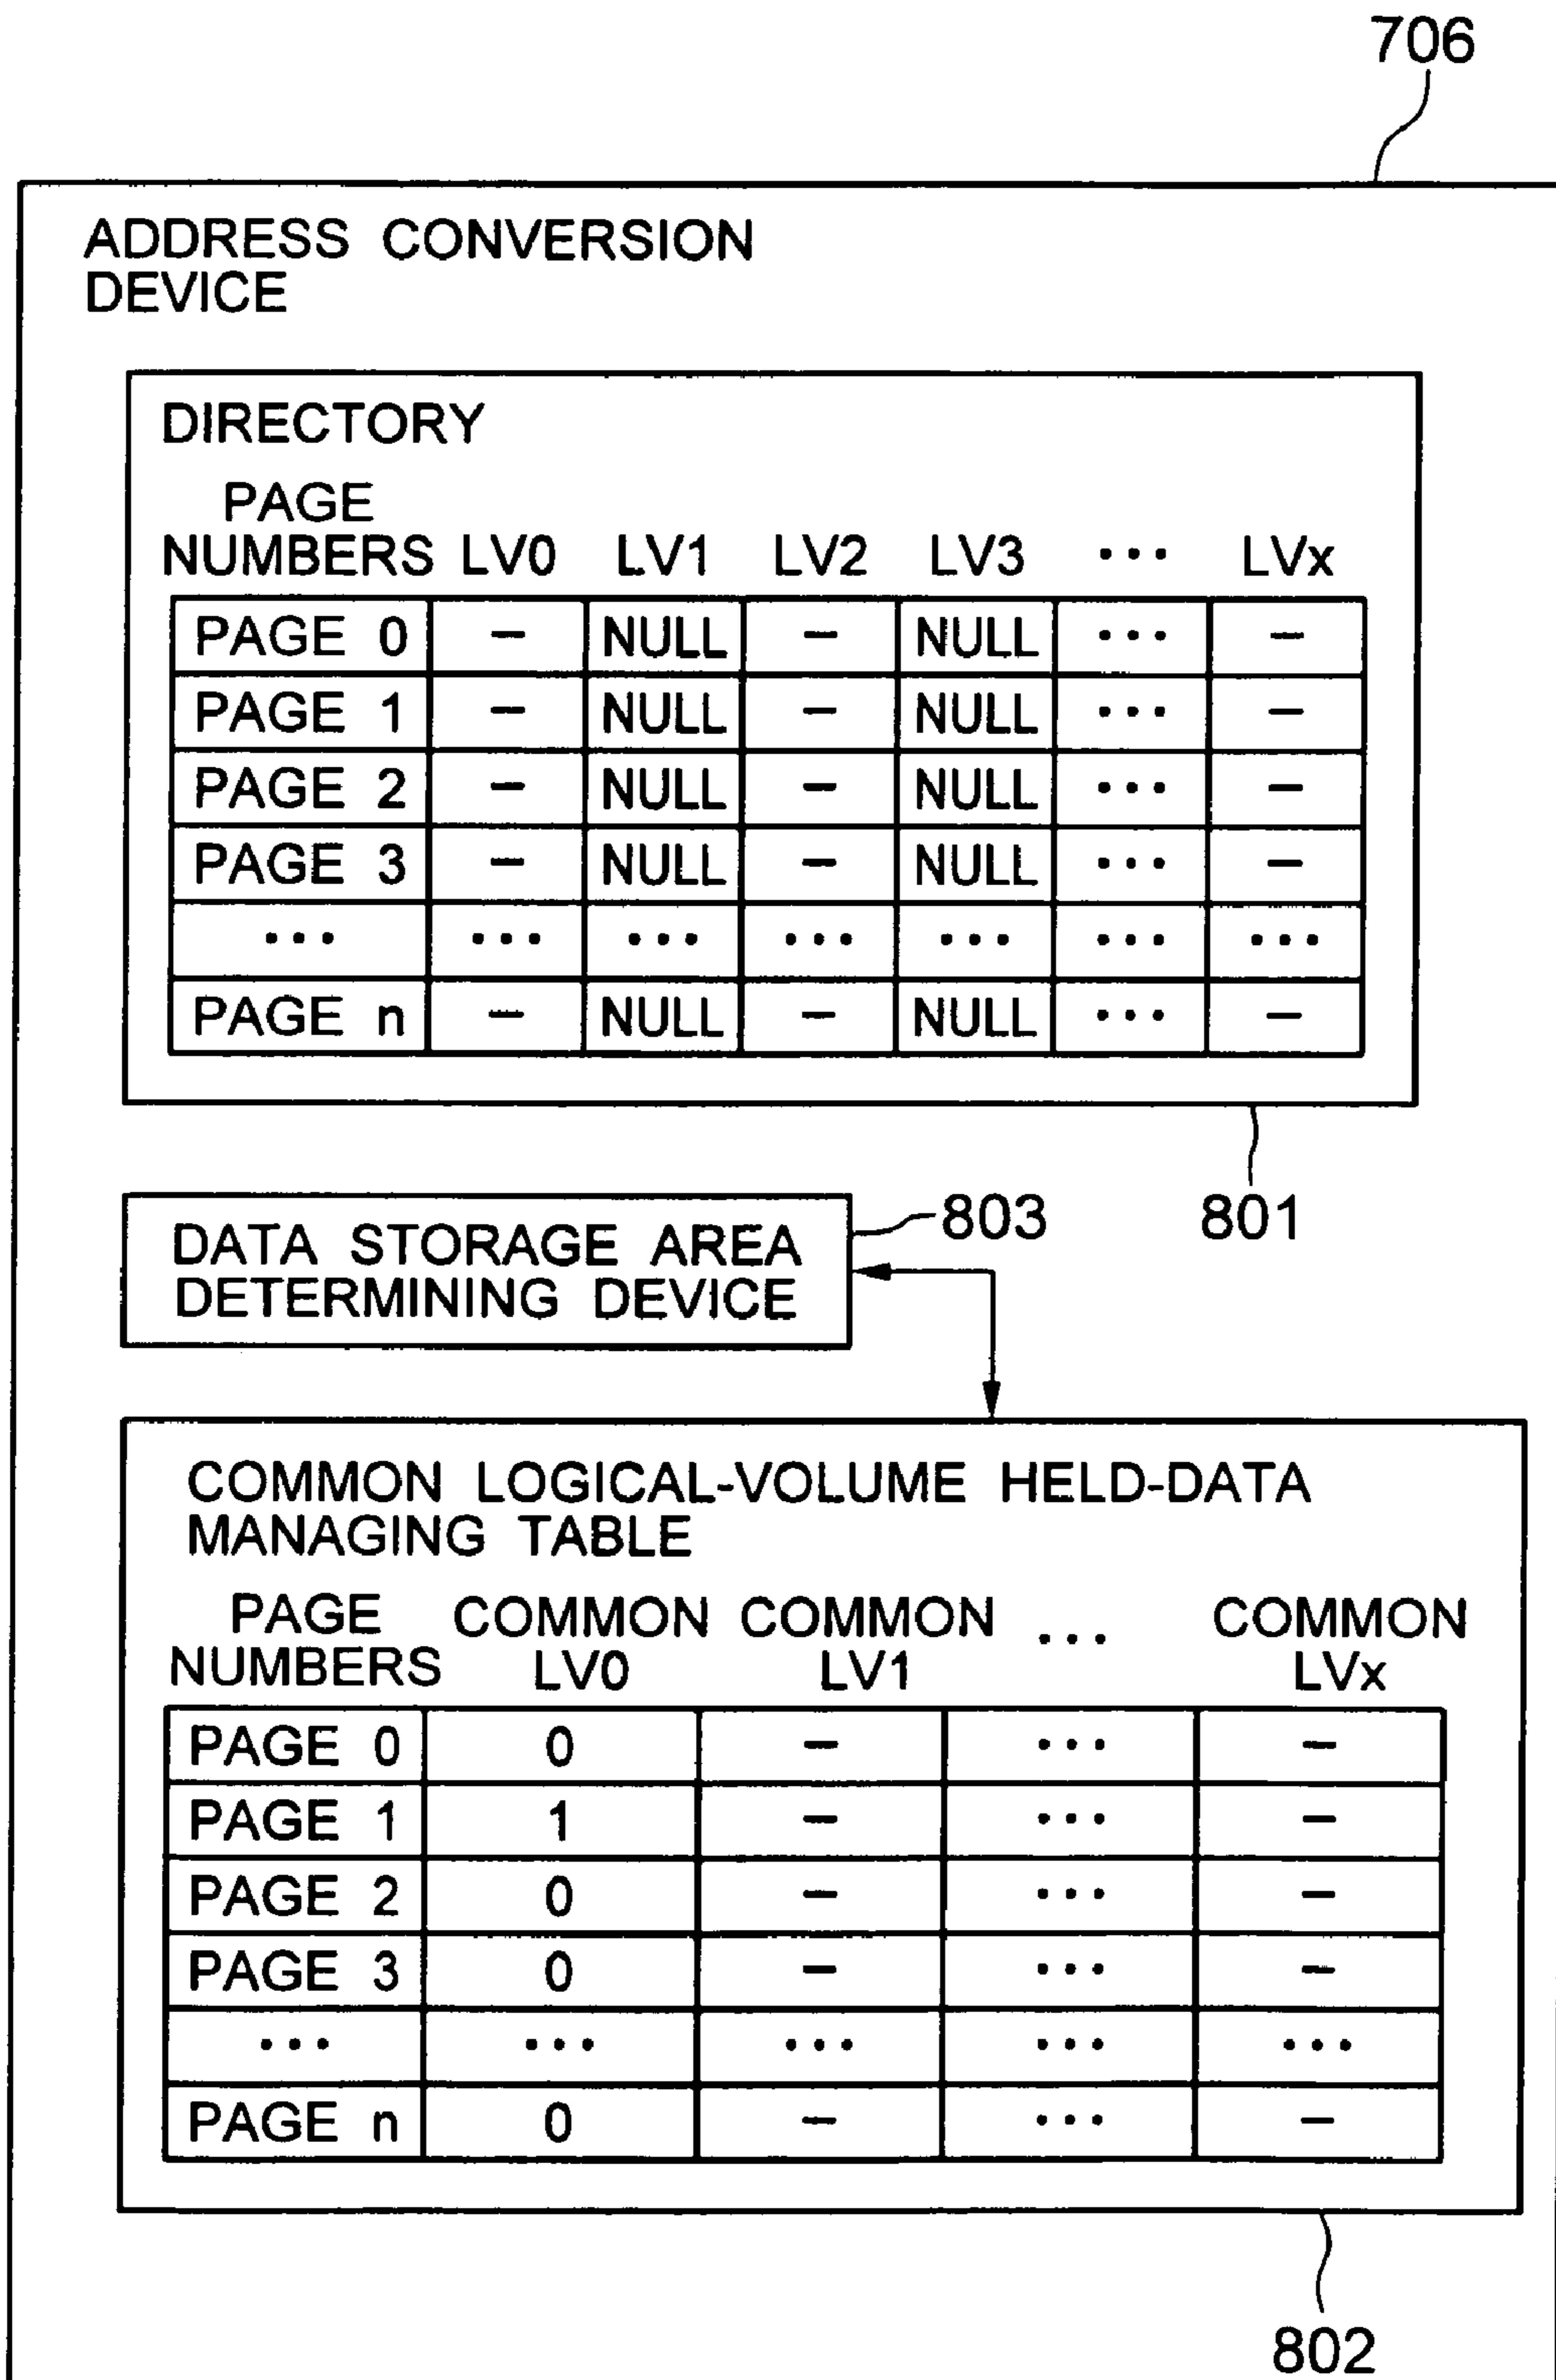 706
ADDRESS CONVERSION
DEVICE
DIRECTORY
PAGE
NUMBERS LV0 LV1 LV2 LV3 ... LVx
PAGE 0 – NULL – NULL ... –
PAGE 1 – NULL – NULL ... –
PAGE 2 – NULL – NULL ... –
PAGE 3 – NULL – NULL ... –
... ... ... ... ... ... ...
PAGE n – NULL – NULL ... –
801
803
DATA STORAGE AREA
DETERMINING DEVICE
COMMON LOGICAL-VOLUME HELD-DATA
MANAGING TABLE
PAGE COMMON COMMON ... COMMON
NUMBERS LV0 LV1 LVx
PAGE 0 0 – ... –
PAGE 1 1 – ... –
PAGE 2 0 – ... –
PAGE 3 0 – ... –
... ... ... ... ...
PAGE n 0 – ... –
802